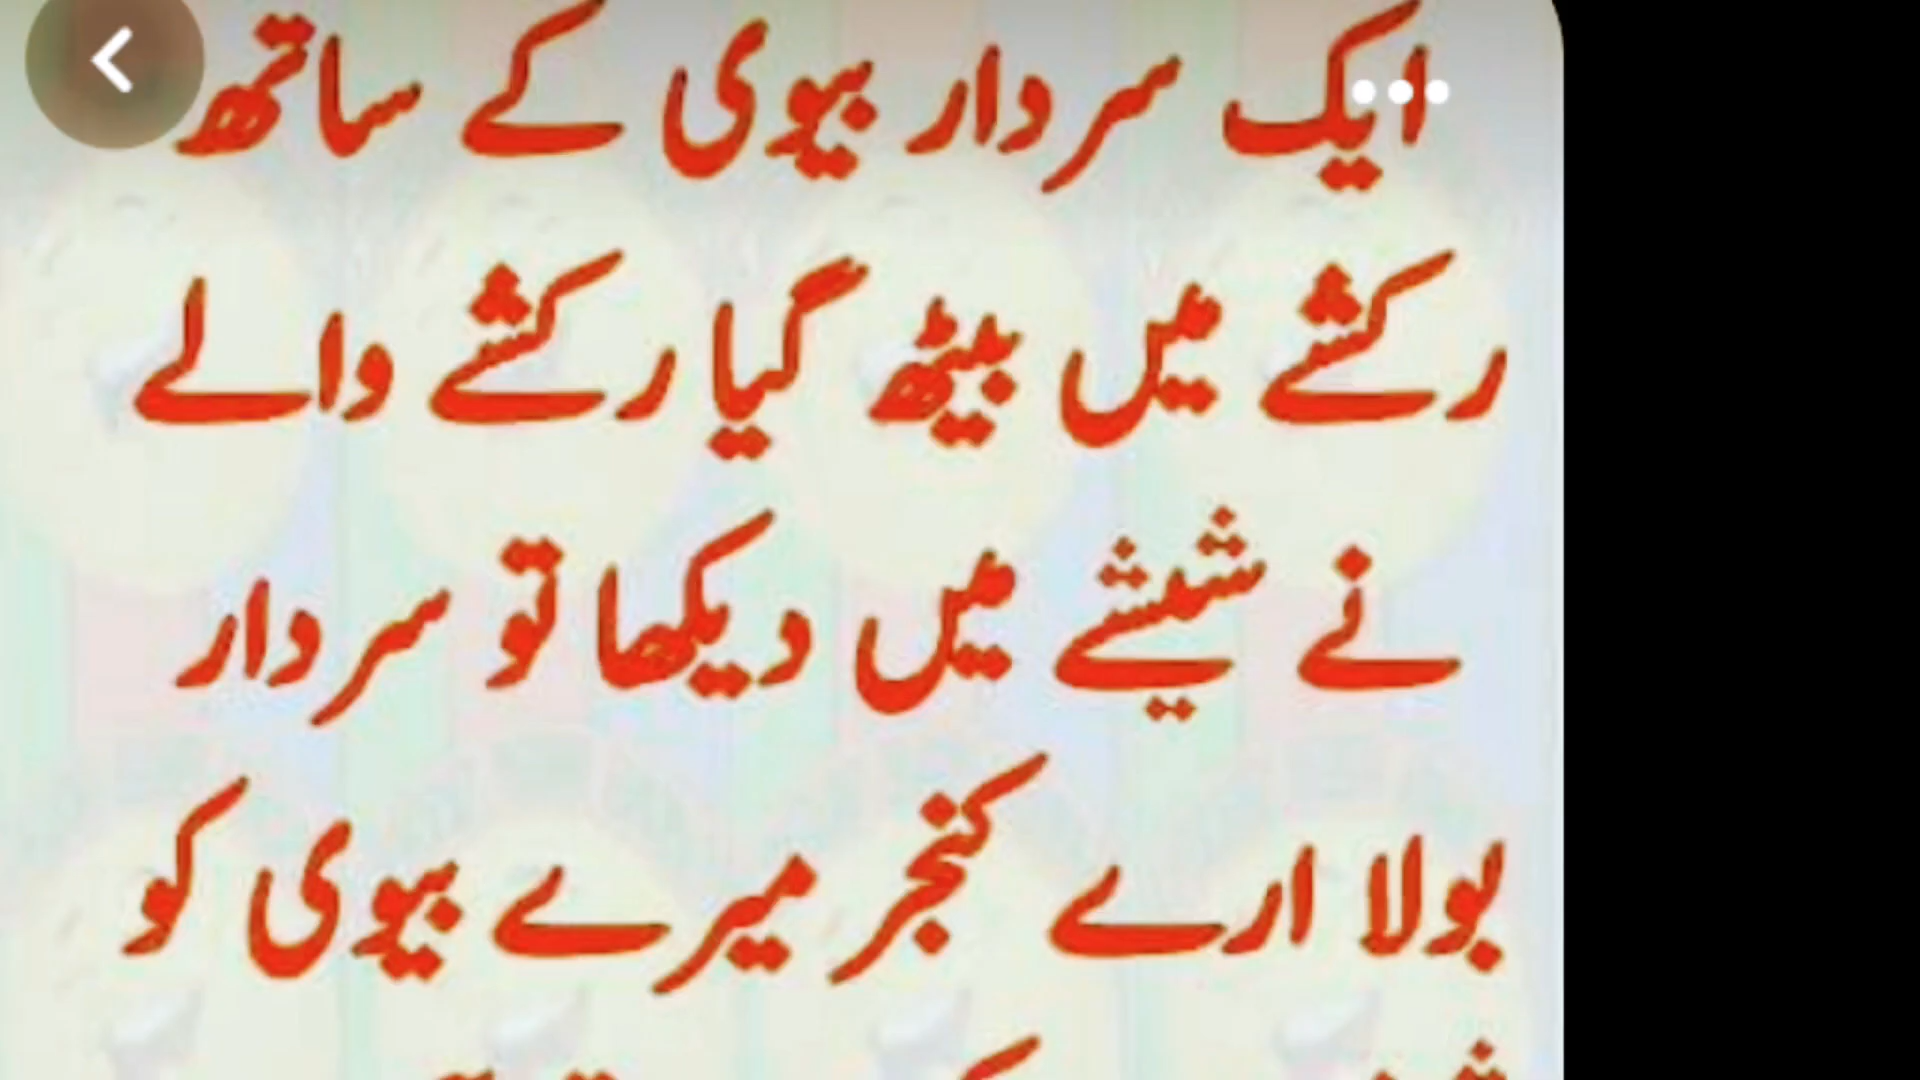 ایک سردار بیوی کے ساتھ
رکشے میں بیٹھ گیا رکشے والے
نے شیشے میں دیکھا تو سردار
بولا ارے کنجر میرے بیوی کو